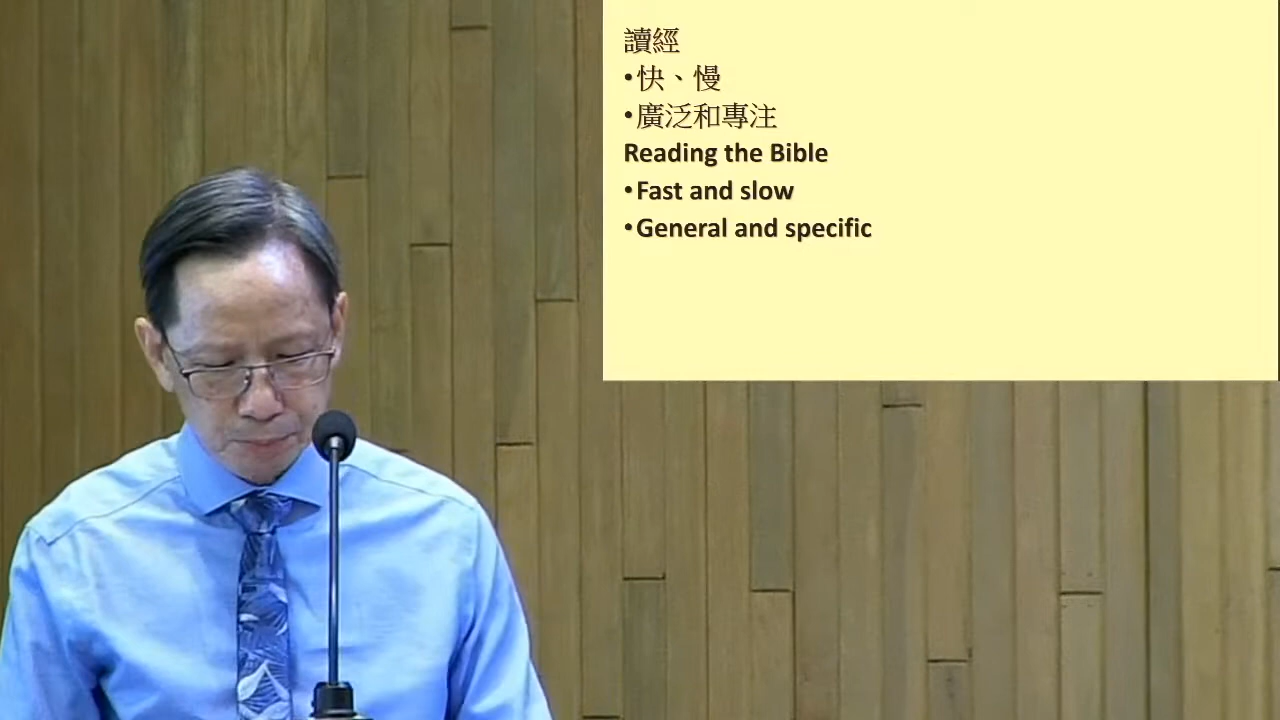 讀經
•快、慢
•廣泛和專注
Reading the Bible
•Fast and slow
•General and specific